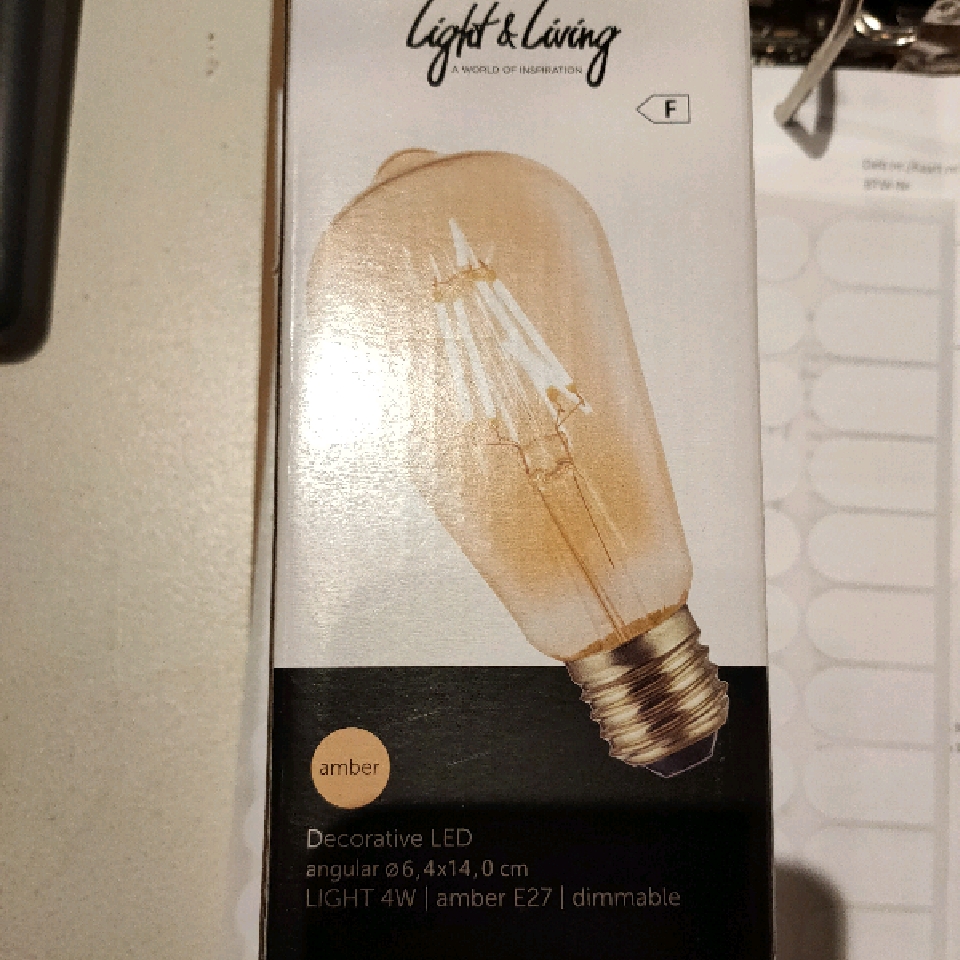 Light & Living
A WORLD OF INSPIRATION
F
amber
Decorative LED
angular ø6,4x14,0 cm
LIGHT 4W | amber E27 | dimmable